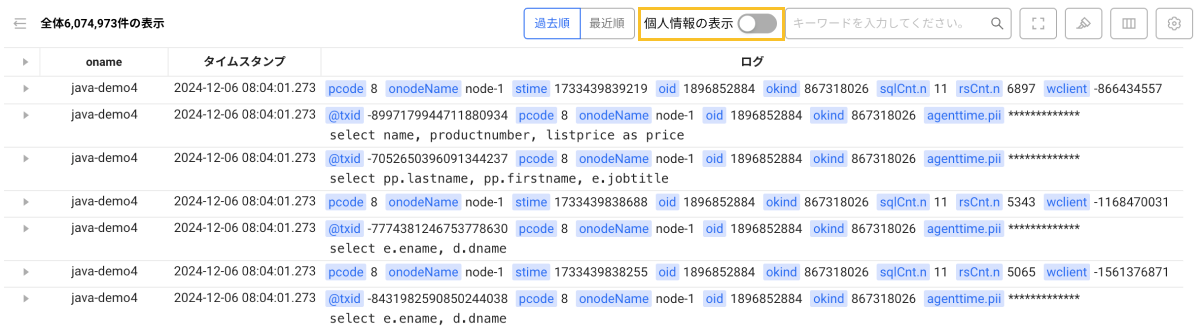 全体6,074,973件の表示 過去順 最近順 個人情報の表示 キーワードを入力してください。
oname タイムスタンプ ログ
java-demo4 2024-12-06 08:04:01.273 pcode 8 onodeName node-1 stime 1733439839219 oid 1896852884 okind 867318026 sqlCnt.n 11 rsCnt.n 6897 wclient -866434557
java-demo4 2024-12-06 08:04:01.273 @txid -8997179944711880934 pcode 8 onodeName node-1 oid 1896852884 okind 867318026 agenttime.pii *************
select name, productnumber, listprice as price
java-demo4 2024-12-06 08:04:01.273 @txid -7052650396091344237 pcode 8 onodeName node-1 oid 1896852884 okind 867318026 agenttime.pii *************
select pp.lastname, pp.firstname, e.jobtitle
java-demo4 2024-12-06 08:04:01.273 pcode 8 onodeName node-1 stime 1733439838688 oid 1896852884 okind 867318026 sqlCnt.n 11 rsCnt.n 5343 wclient -1168470031
java-demo4 2024-12-06 08:04:01.273 @txid -7774381246753778630 pcode 8 onodeName node-1 oid 1896852884 okind 867318026 agenttime.pii *************
select e.ename, d.dname
java-demo4 2024-12-06 08:04:01.273 pcode 8 onodeName node-1 stime 1733439838255 oid 1896852884 okind 867318026 sqlCnt.n 11 rsCnt.n 5065 wclient -1561376871
java-demo4 2024-12-06 08:04:01.273 @txid -8431982590850244038 pcode 8 onodeName node-1 oid 1896852884 okind 867318026 agenttime.pii *************
select e.ename, d.dname